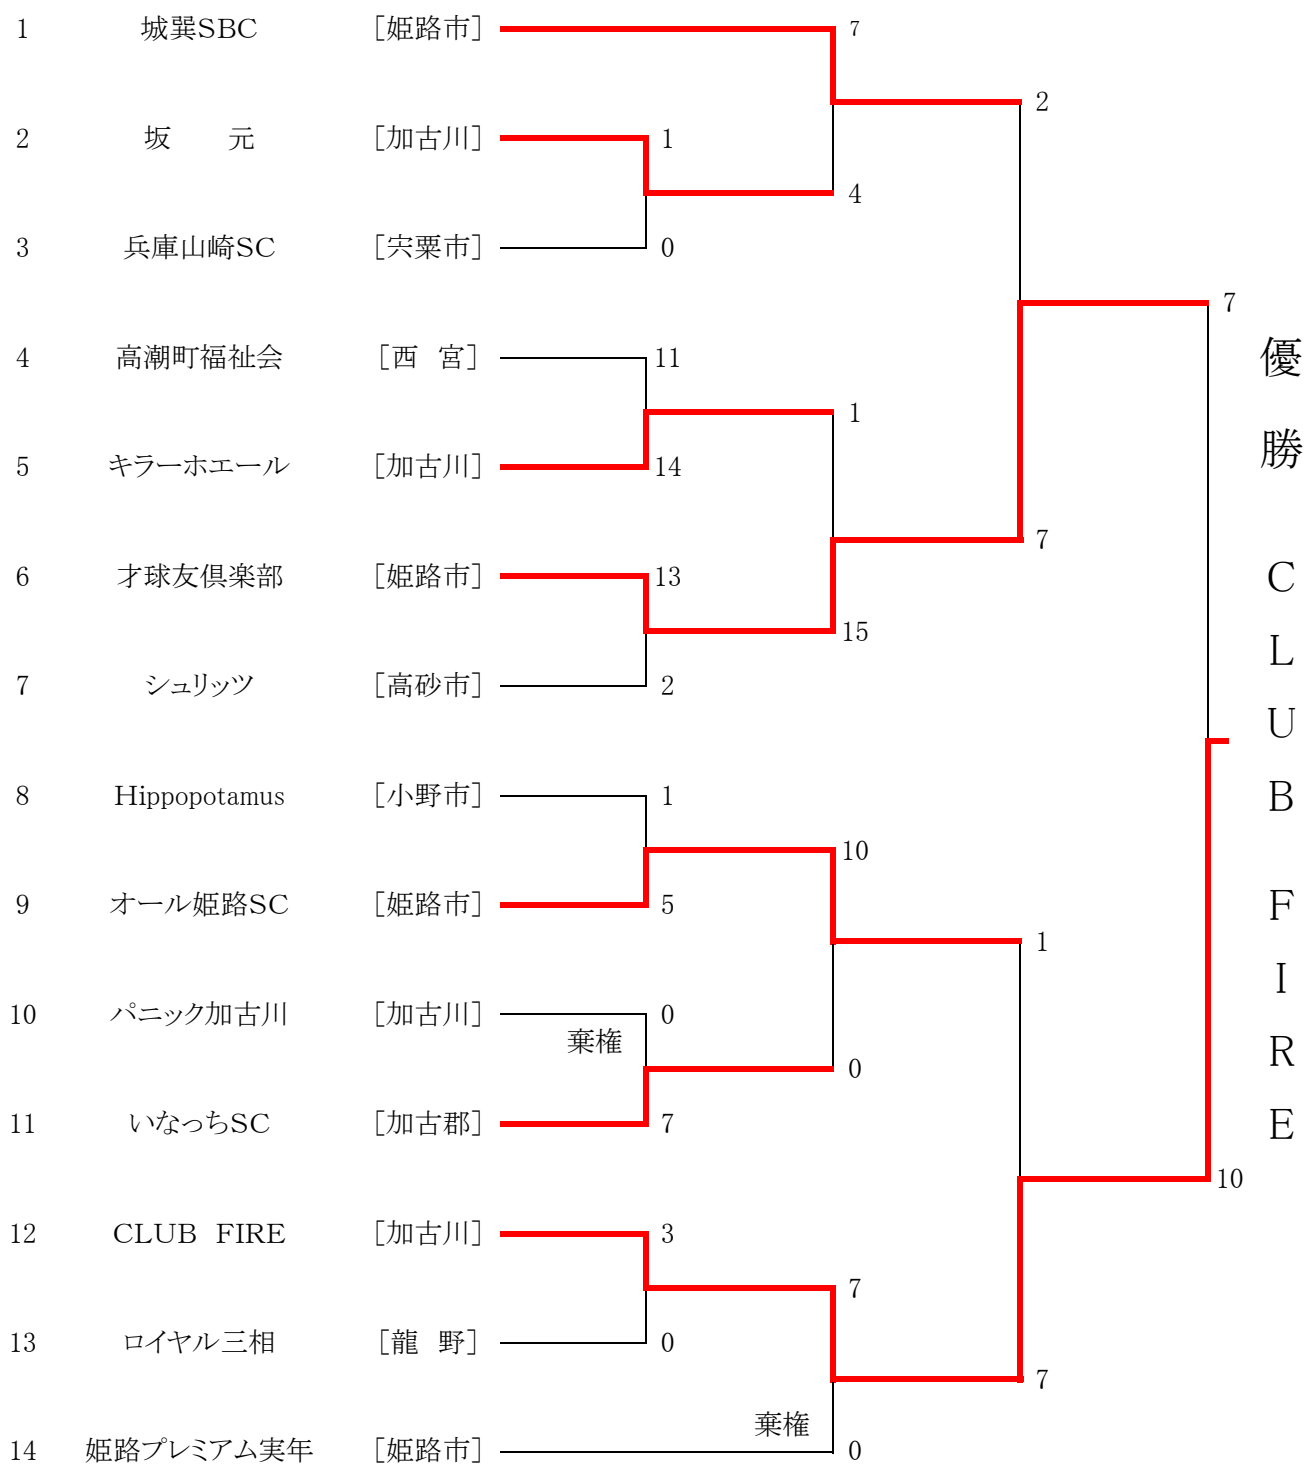 1 城巽SBC [姫路市] 7
2
2 坂　元 [加古川] 1
4
3 兵庫山崎SC [宍粟市] 0
7
4 高潮町福祉会 [西 宮] 11
1
5 キラーホエール [加古川] 14
7
6 才球友倶楽部 [姫路市] 13
15
7 シュリッツ [高砂市] 2
8 Hippopotamus [小野市] 1
10
9 オール姫路SC [姫路市] 5
1
10 パニック加古川 [加古川] 0
棄権
0
11 いなっちSC [加古郡] 7
10
12 CLUB FIRE [加古川] 3
7
13 ロイヤル三相 [龍 野] 0
7
棄権
14 姫路プレミアム実年 [姫路市] 0
優勝 CLUB FIRE